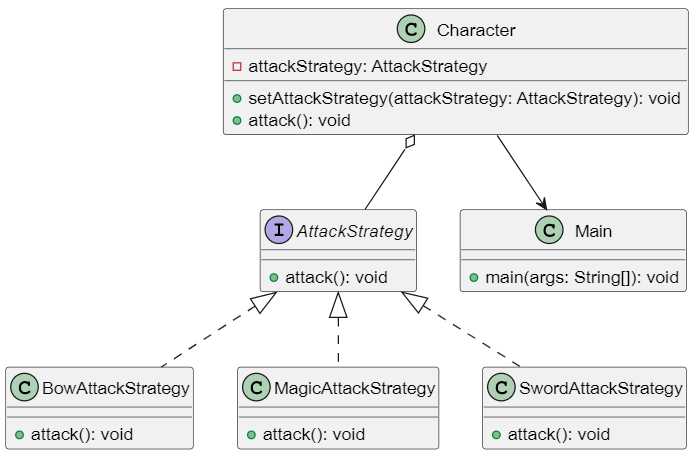 C Character
attackStrategy: AttackStrategy
setAttackStrategy(attackStrategy: AttackStrategy): void
attack(): void
I AttackStrategy
attack(): void
C Main
main(args: String[]): void
C BowAttackStrategy
attack(): void
C MagicAttackStrategy
attack(): void
C SwordAttackStrategy
attack(): void